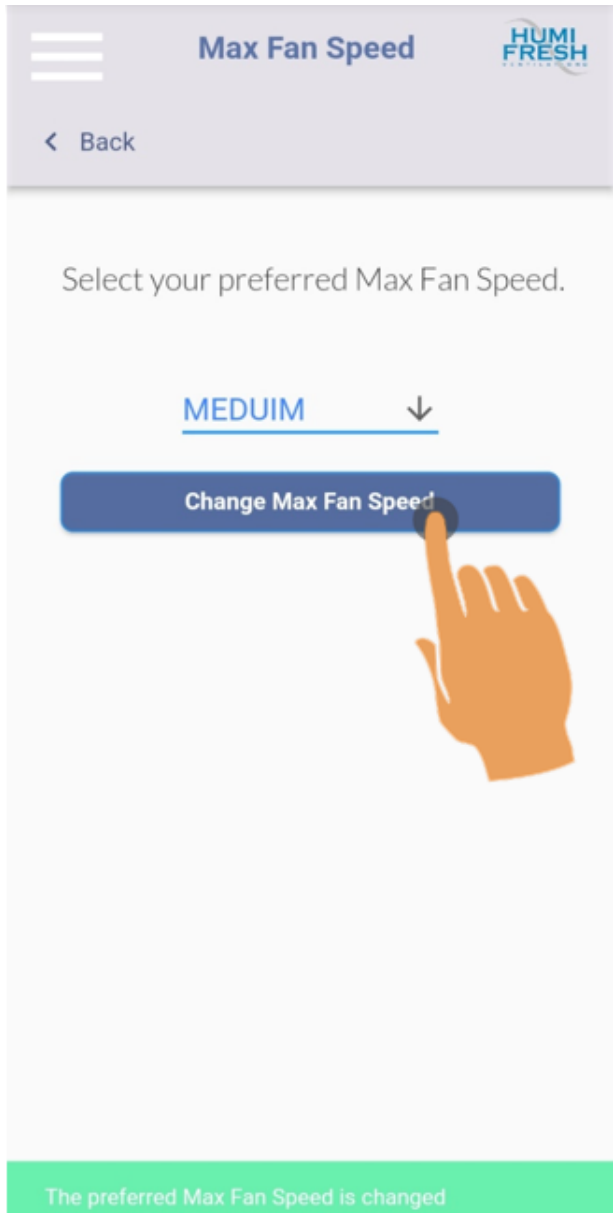 Max Fan Speed
HUMI
FRESH
Back
Select your preferred Max Fan Speed.
MEDUIM
Change Max Fan Speed
The preferred Max Fan Speed is changed